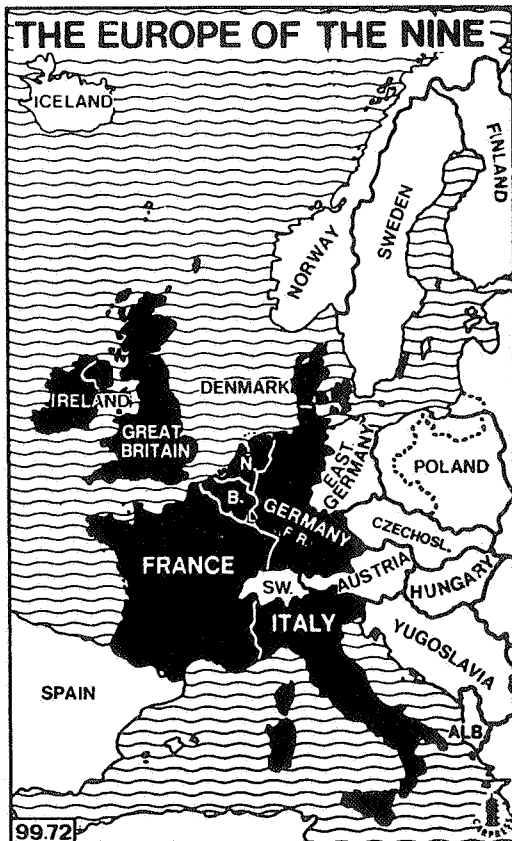 THE EUROPE OF THE NINE
ICELAND
FINLAND
SWEDEN
NORWAY
DENMARK
IRELAND
GREAT
BRITAIN
N.
EAST.
GERMANY
POLAND
B.
GERMANY
F.R.
CZECHOSL.
FRANCE
SW.
AUSTRIA
HUNGARY
ITALY
YUGOSLAVIA
SPAIN
ALB.
CARPRESS
99.72